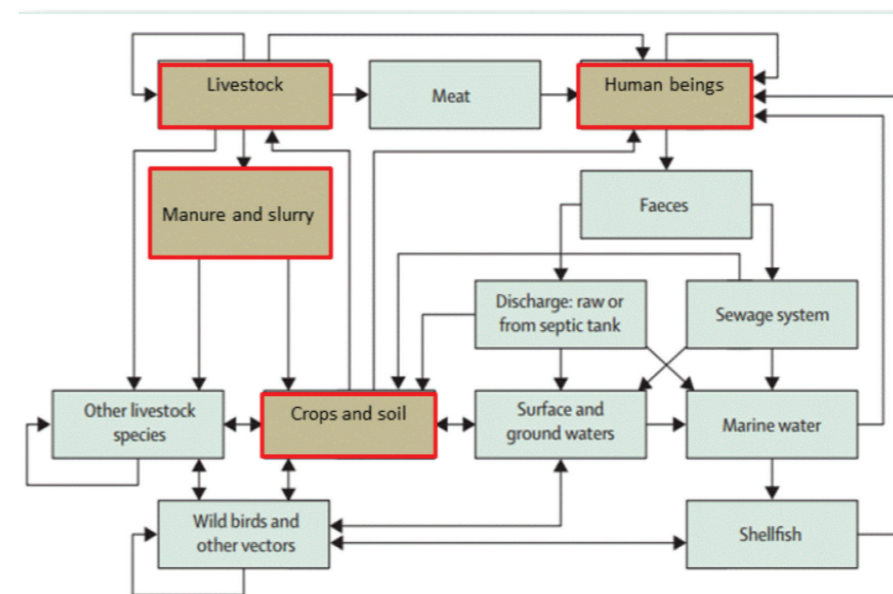 Livestock
Meat
Human beings
Manure and slurry
Faeces
Discharge: raw or
from septic tank
Sewage system
Other livestock
species
Crops and soil
Surface and
ground waters
Marine water
Wild birds and
other vectors
Shellfish